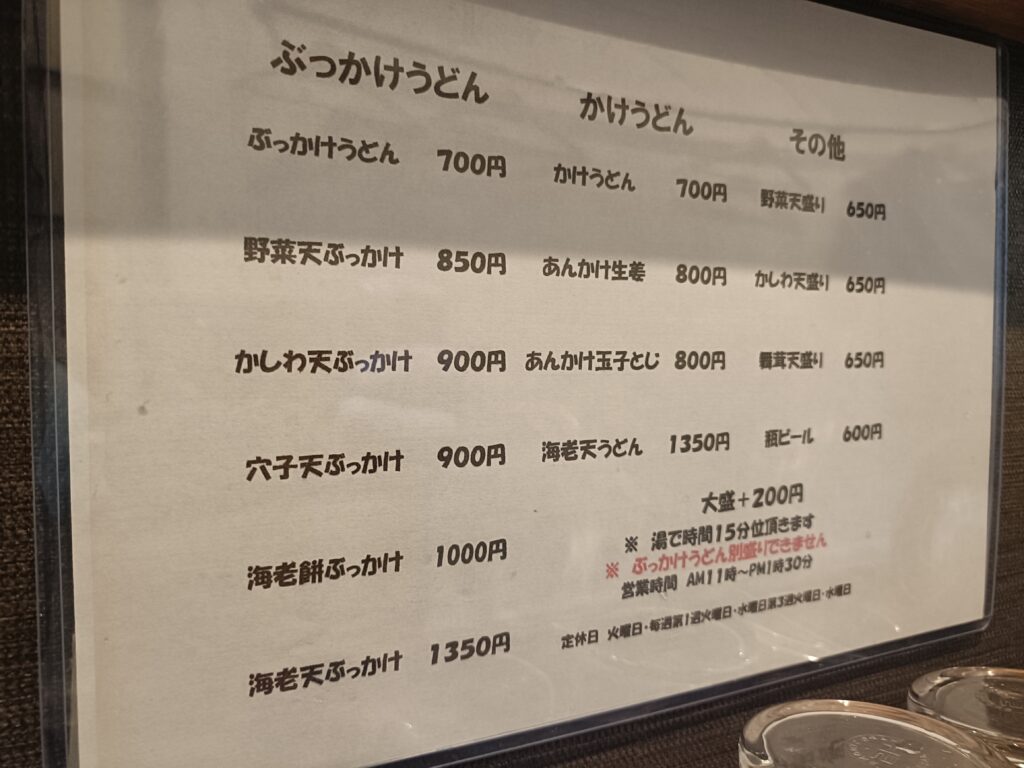 ぶっかけうどん
ぶっかけうどん 700円
野菜天ぶっかけ 850円
かしわ天ぶっかけ 900円
穴子天ぶっかけ 900円
海老餅ぶっかけ 1000円
海老天ぶっかけ 1350円
かけうどん
かけうどん 700円
あんかけ生姜 800円
あんかけ玉子とじ 800円
海老天うどん 1350円
その他
野菜天盛り 650円
かしわ天盛り 650円
舞茸天盛り 650円
瓶ビール 600円
大盛+200円
※ 湯で時間15分位頂きます
※ ぶっかけうどん別盛りできません
営業時間 AM11時~PM1時30分
定休日 火曜日・毎週第1週火曜日・水曜日第3週火曜日・水曜日